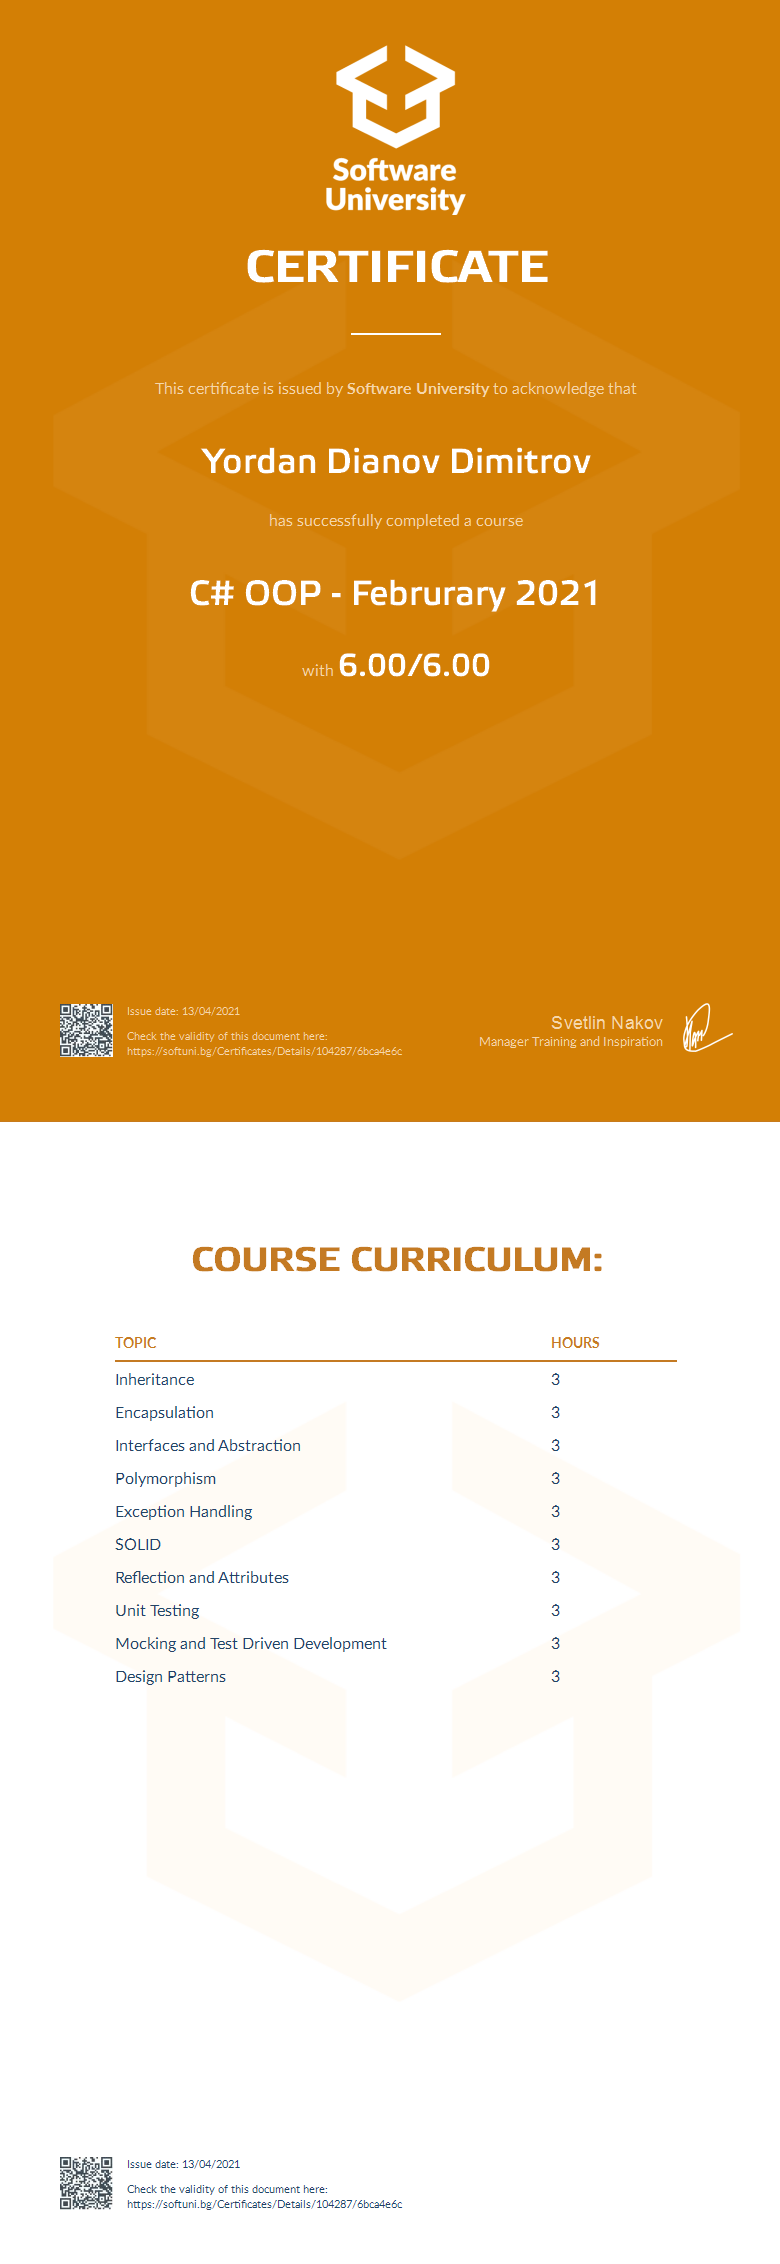 Software
University
CERTIFICATE
This certificate is issued by Software University to acknowledge that
Yordan Dianov Dimitrov
has successfully completed a course
C# OOP - Februrary 2021
with 6.00/6.00
Issue date: 13/04/2021
Check the validity of this document here:
https://softuni.bg/Certificates/Details/104287/6bca4e6c
Svetlin Nakov
Manager Training and Inspiration
COURSE CURRICULUM:
TOPIC HOURS
Inheritance 3
Encapsulation 3
Interfaces and Abstraction 3
Polymorphism 3
Exception Handling 3
SOLID 3
Reflection and Attributes 3
Unit Testing 3
Mocking and Test Driven Development 3
Design Patterns 3
Issue date: 13/04/2021
Check the validity of this document here:
https://softuni.bg/Certificates/Details/104287/6bca4e6c